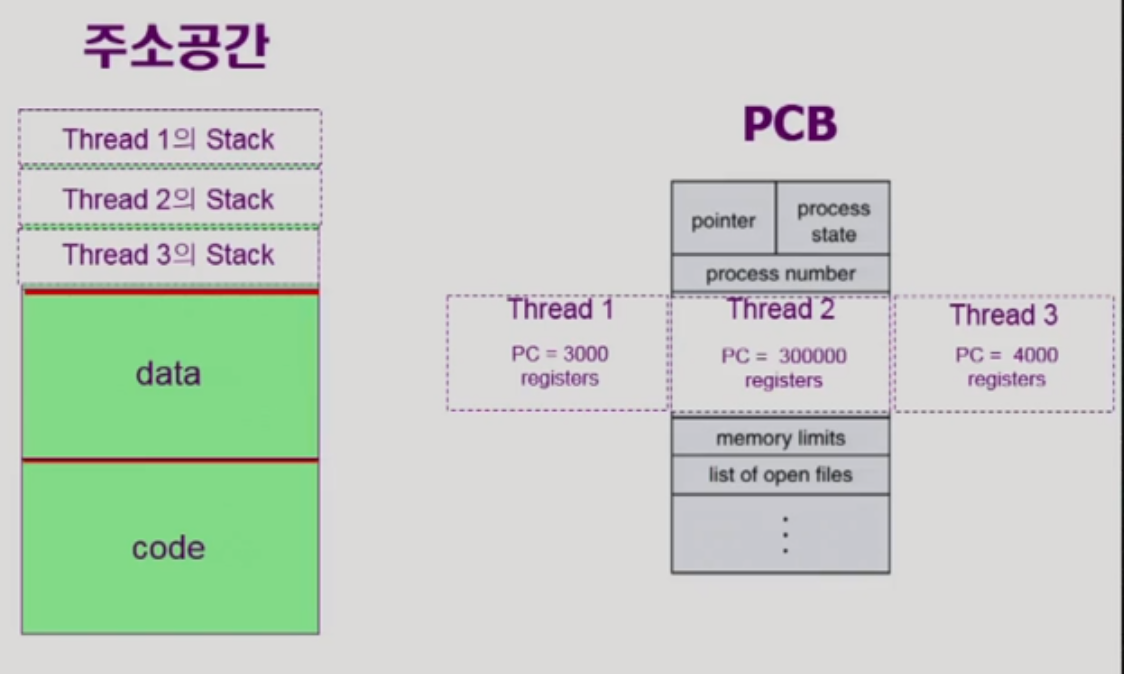 주소공간
Thread 1의 Stack
Thread 2의 Stack
Thread 3의 Stack
data
code
PCB
pointer
process
state
process number
Thread 1
PC = 3000
registers
Thread 2
PC = 300000
registers
Thread 3
PC = 4000
registers
memory limits
list of open files